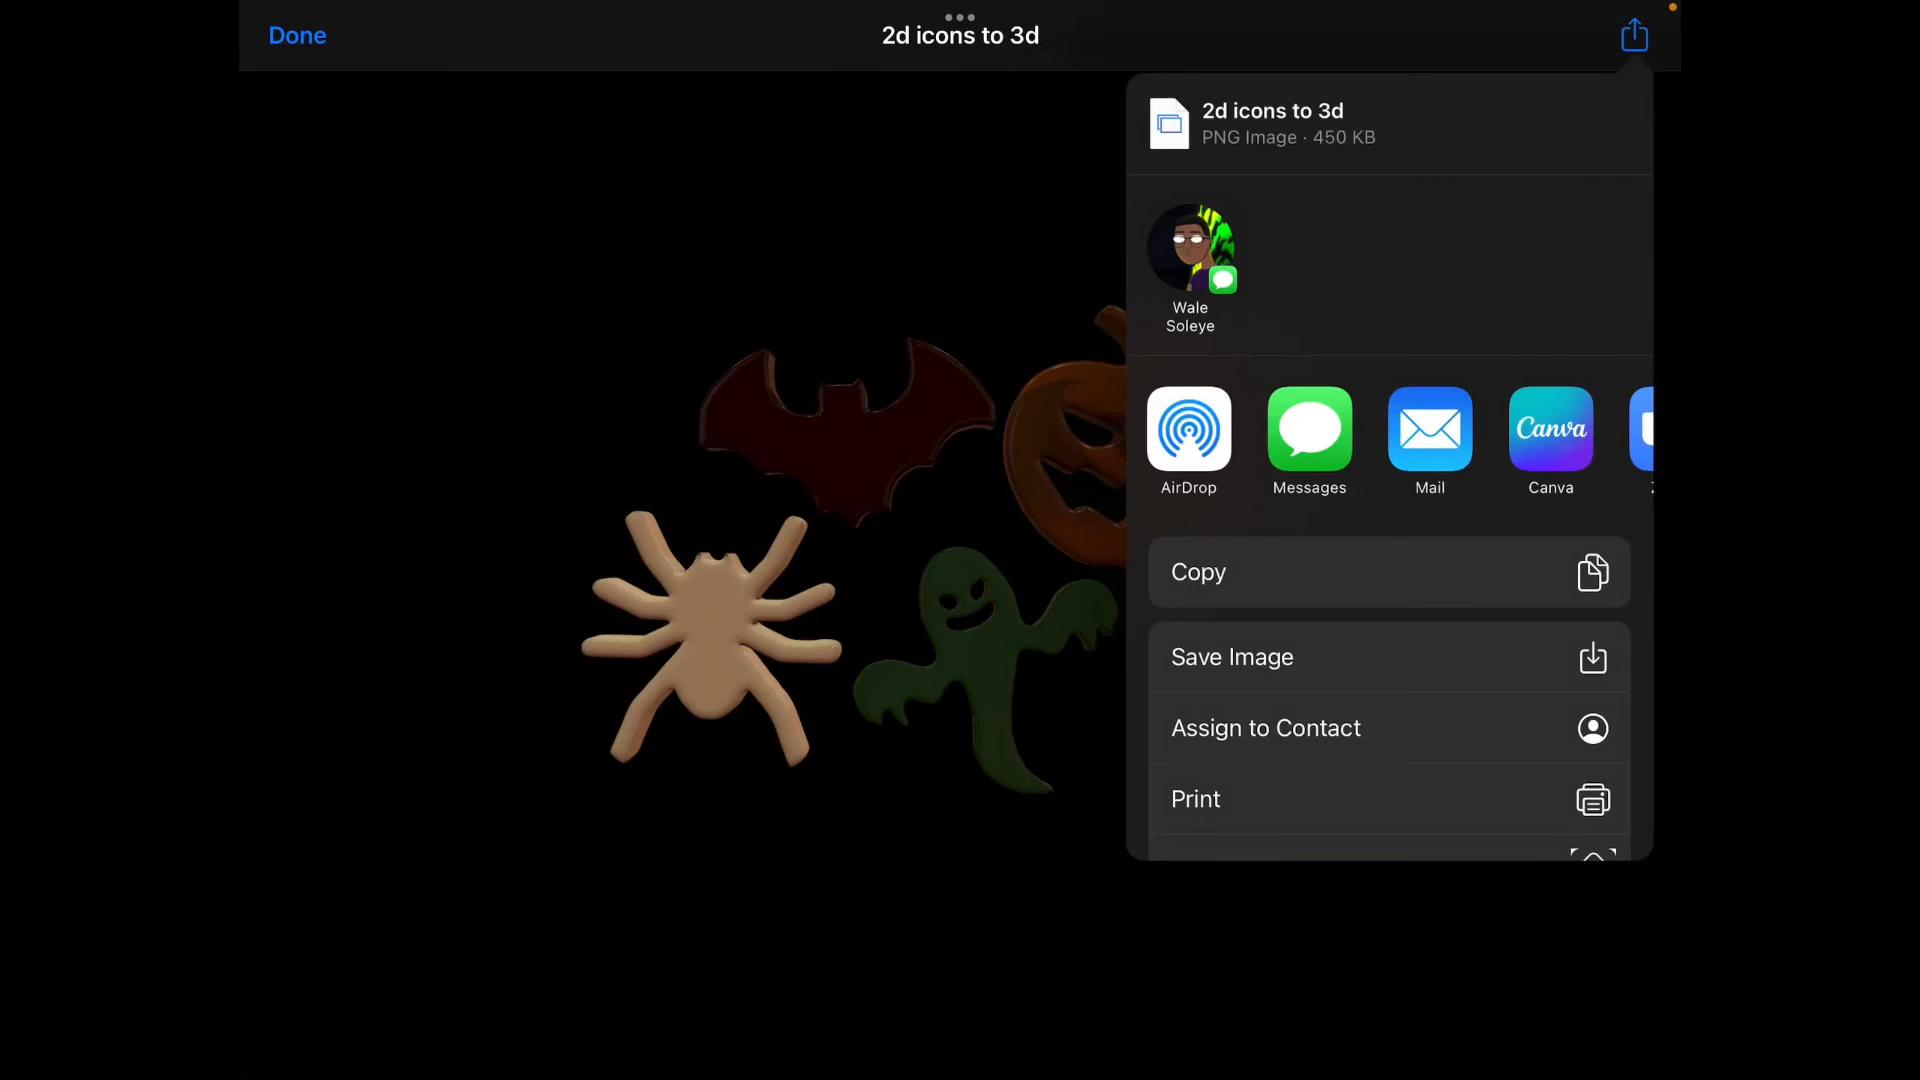 Done
2d icons to 3d
2d icons to 3d
PNG Image · 450 KB
Wale
Soleye
Canva
AirDrop
Messages
Mail
Canva
Copy
Save Image
Assign to Contact
Print